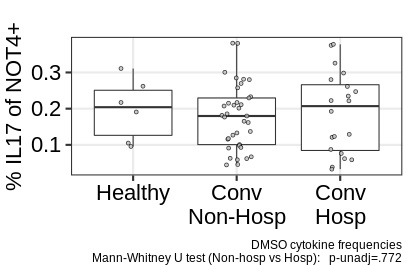 % IL17 of NOT4+
0.3
0.2
0.1
Healthy
Conv
Non-Hosp
Conv
Hosp
DMSO cytokine frequencies
Mann-Whitney U test (Non-hosp vs Hosp):  p-unadj=.772